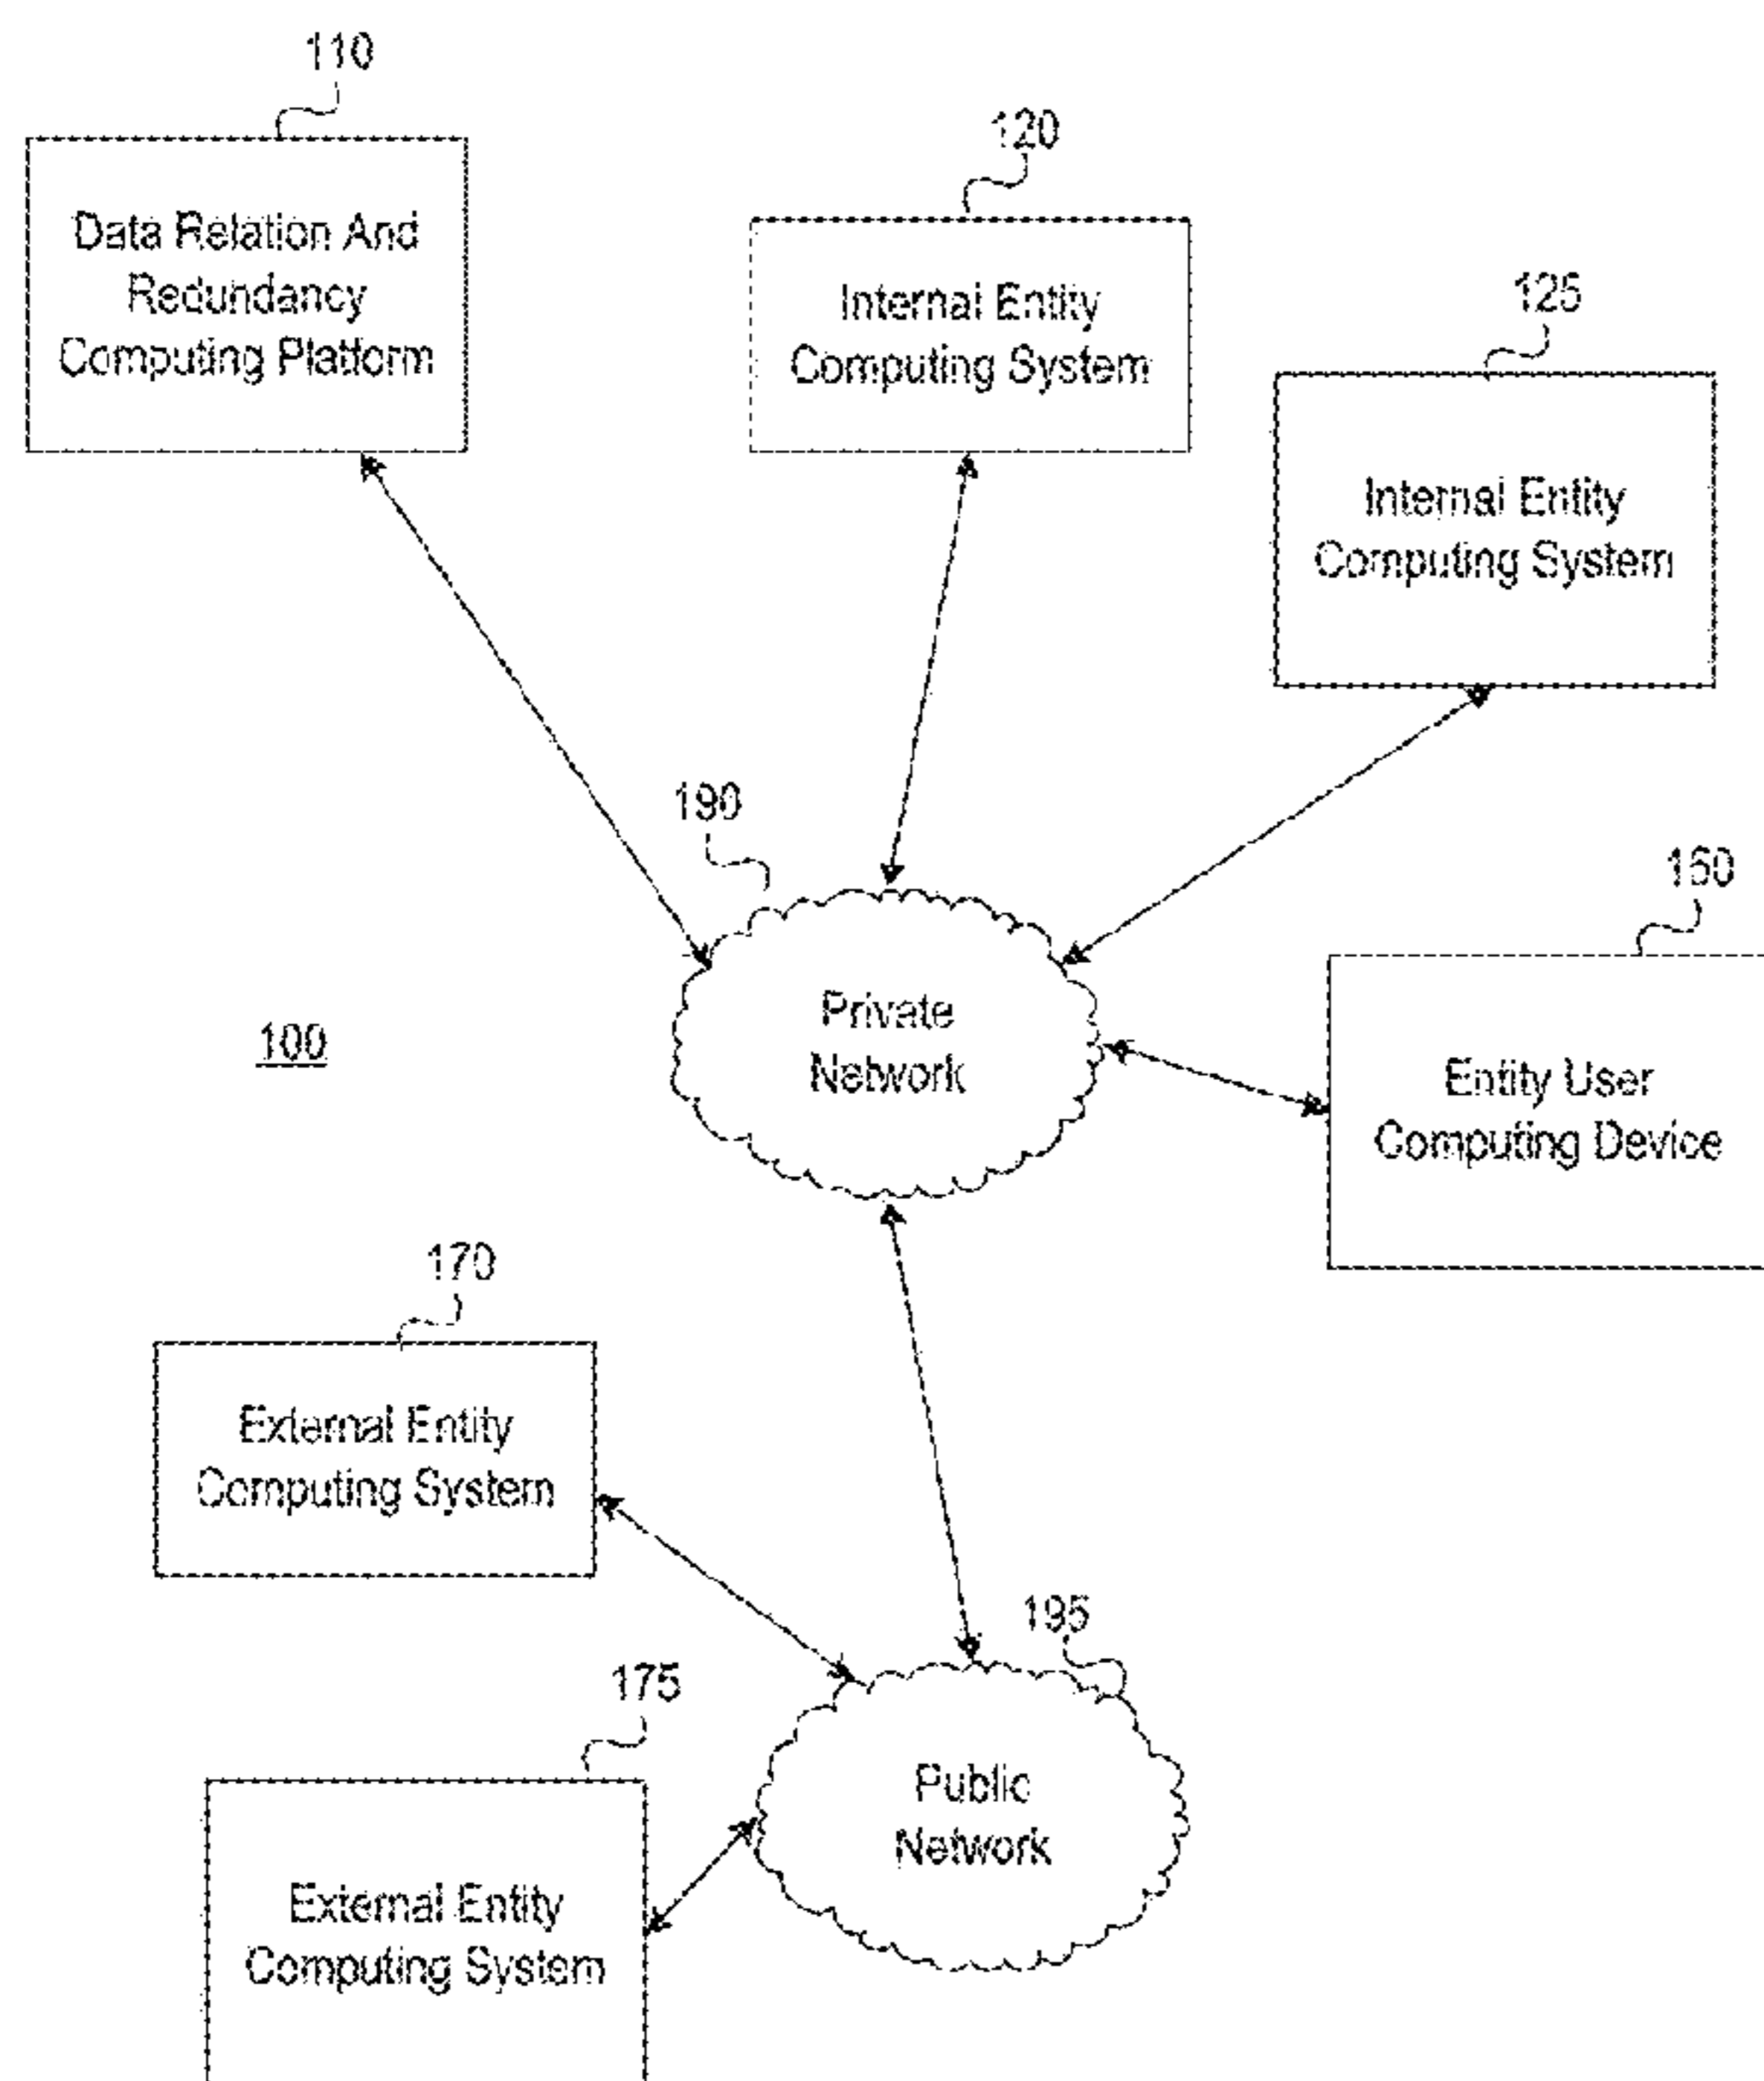 110
Data Relation And
Redundancy
Computing Platform
120
Internal Entity
Computing System
125
Internal Entity
Computing System
190
Private
Network
100
150
Entity User
Computing Device
170
External Entity
Computing System
195
Public
Network
175
External Entity
Computing System